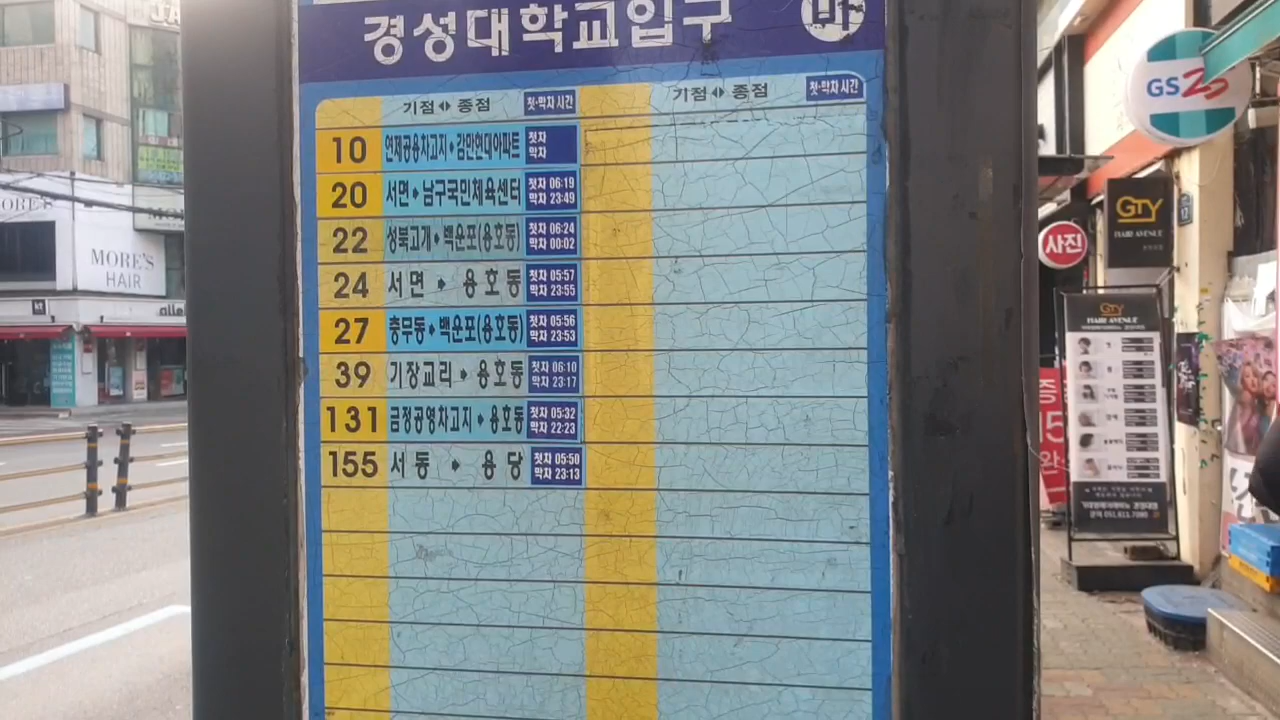 경성대학교입구
기점 종점 첫·막차 시간
기점 종점 첫·막차 시간
10 연제공용차고지 감만현대아파트 첫차
막차
20 서면 남구국민체육센터 첫차 06:19
막차 23:49
22 성북고개 백운포(용호동) 첫차 06:24
막차 00:02
24 서면 용호동 첫차 05:57
막차 23:55
27 충무동 백운포(용호동) 첫차 05:56
막차 23:53
39 기장교리 용호동 첫차 06:10
막차 23:17
131 금정공영차고지 용호동 첫차 05:32
막차 22:23
155 서동 용당 첫차 05:50
막차 23:13
MORE'S
HAIR
kt
olleh
GS25
GTY
HAIR AVENUE
사진
GTY
HAIR AVENUE